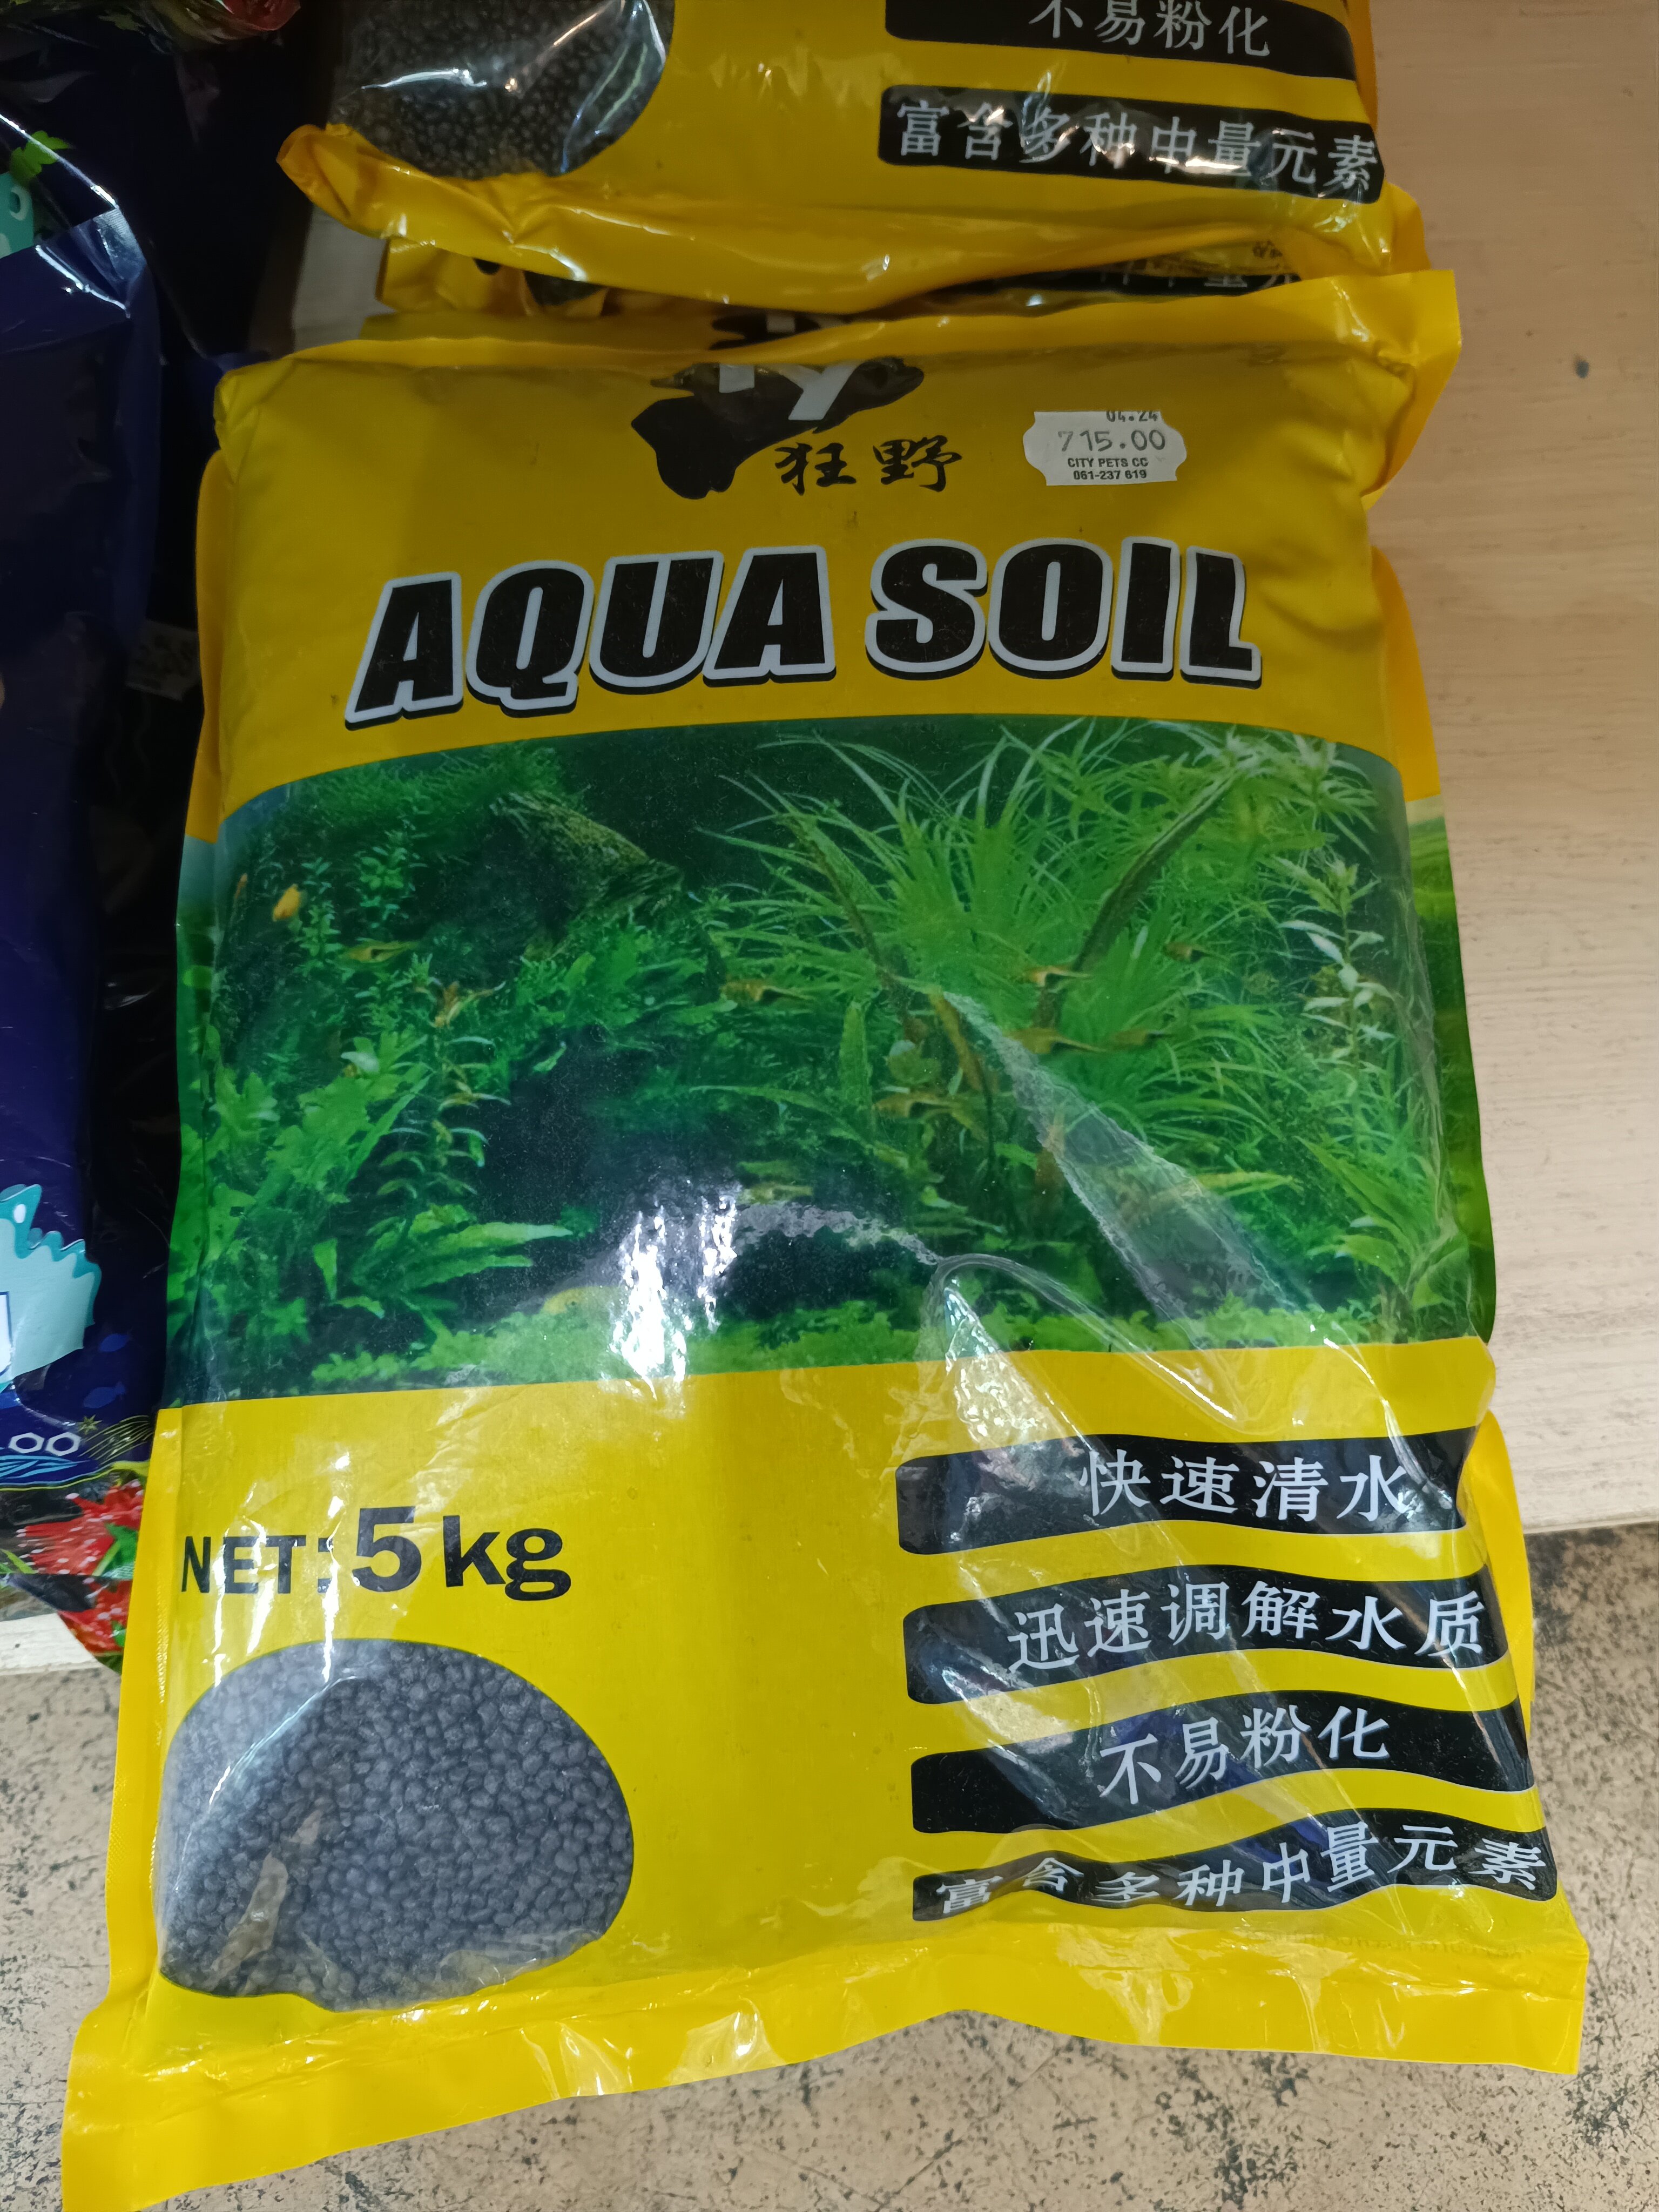 不易粉化
富含多种中量元素
狂野
04.24
715.00
CITY PETS CC
061-237 619
AQUA SOIL
NET:5kg
快速清水
迅速调解水质
不易粉化
富含多种中量元素